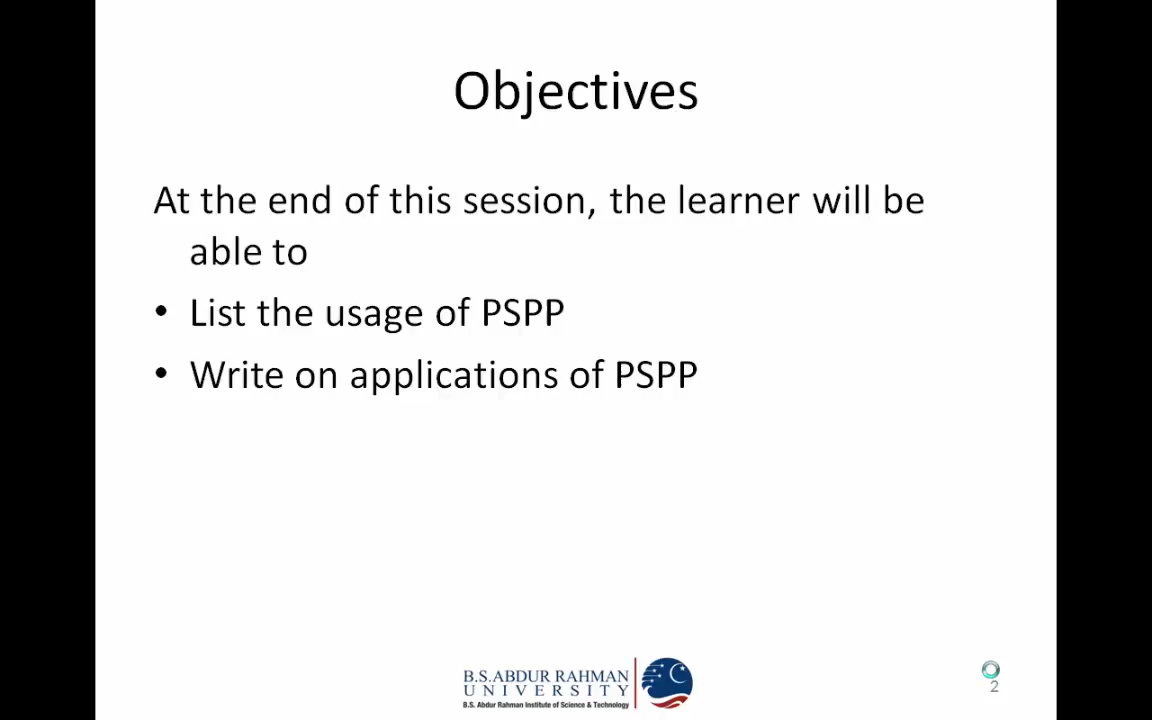 Objectives
At the end of this session, the learner will be
able to
• List the usage of PSPP
• Write on applications of PSPP
B.S.ABDUR RAHMAN
UNIVERSITY
B.S. Abdur Rahman Institute of Science & Technology
2